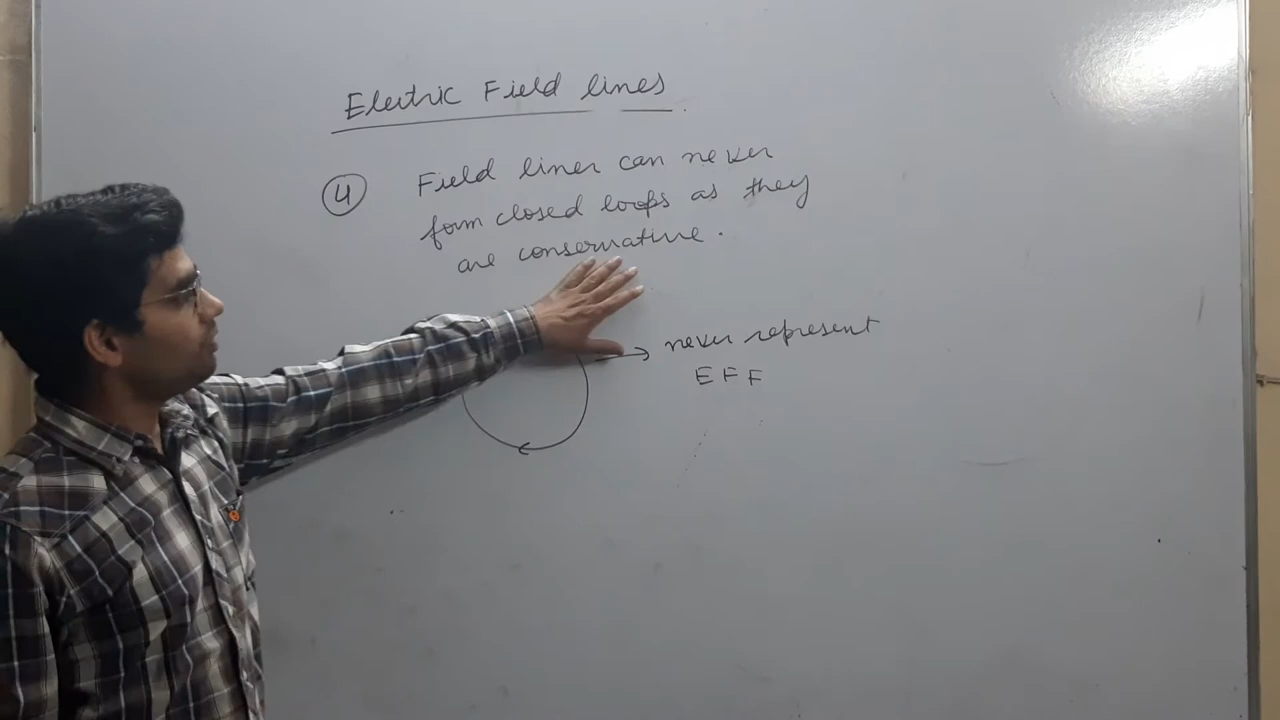 Electric Field lines
4 Field lines can never
form closed loops as they
are conservative.
never represent
EFF